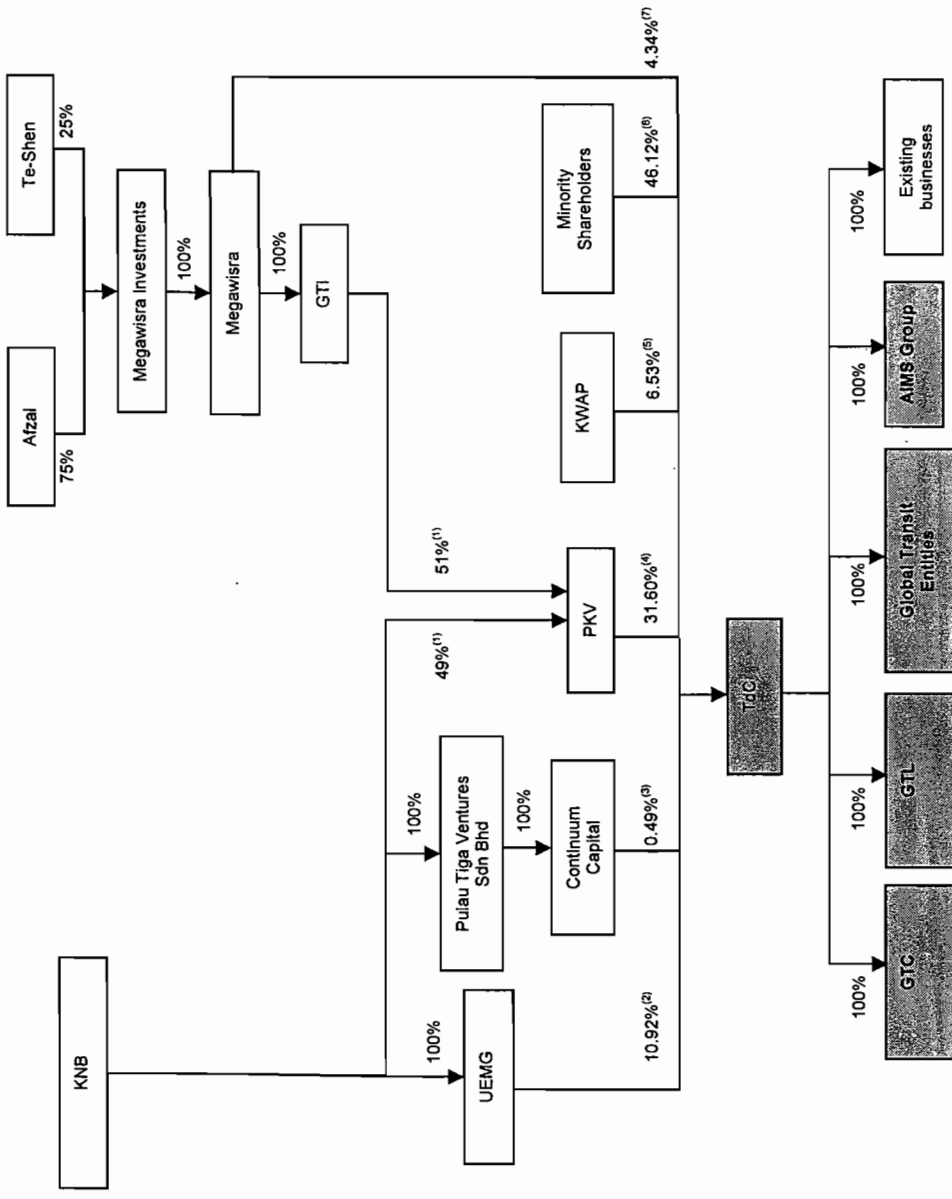 KNB
Afzal
Te-Shen
75%
25%
Megawisra Investments
100%
Megawisra
100%
GTI
4.34%(7)
49%(1)
51%(1)
100%
100%
UEMG
Pulau Tiga Ventures
Sdn Bhd
100%
Continuum
Capital
PKV
KWAP
Minority
Shareholders
10.92%(2)
0.49%(3)
31.60%(4)
6.53%(5)
46.12%(6)
TdC
100%
100%
100%
100%
100%
GTC
GTL
Global Transit
Entities
AIMS Group
Existing
businesses